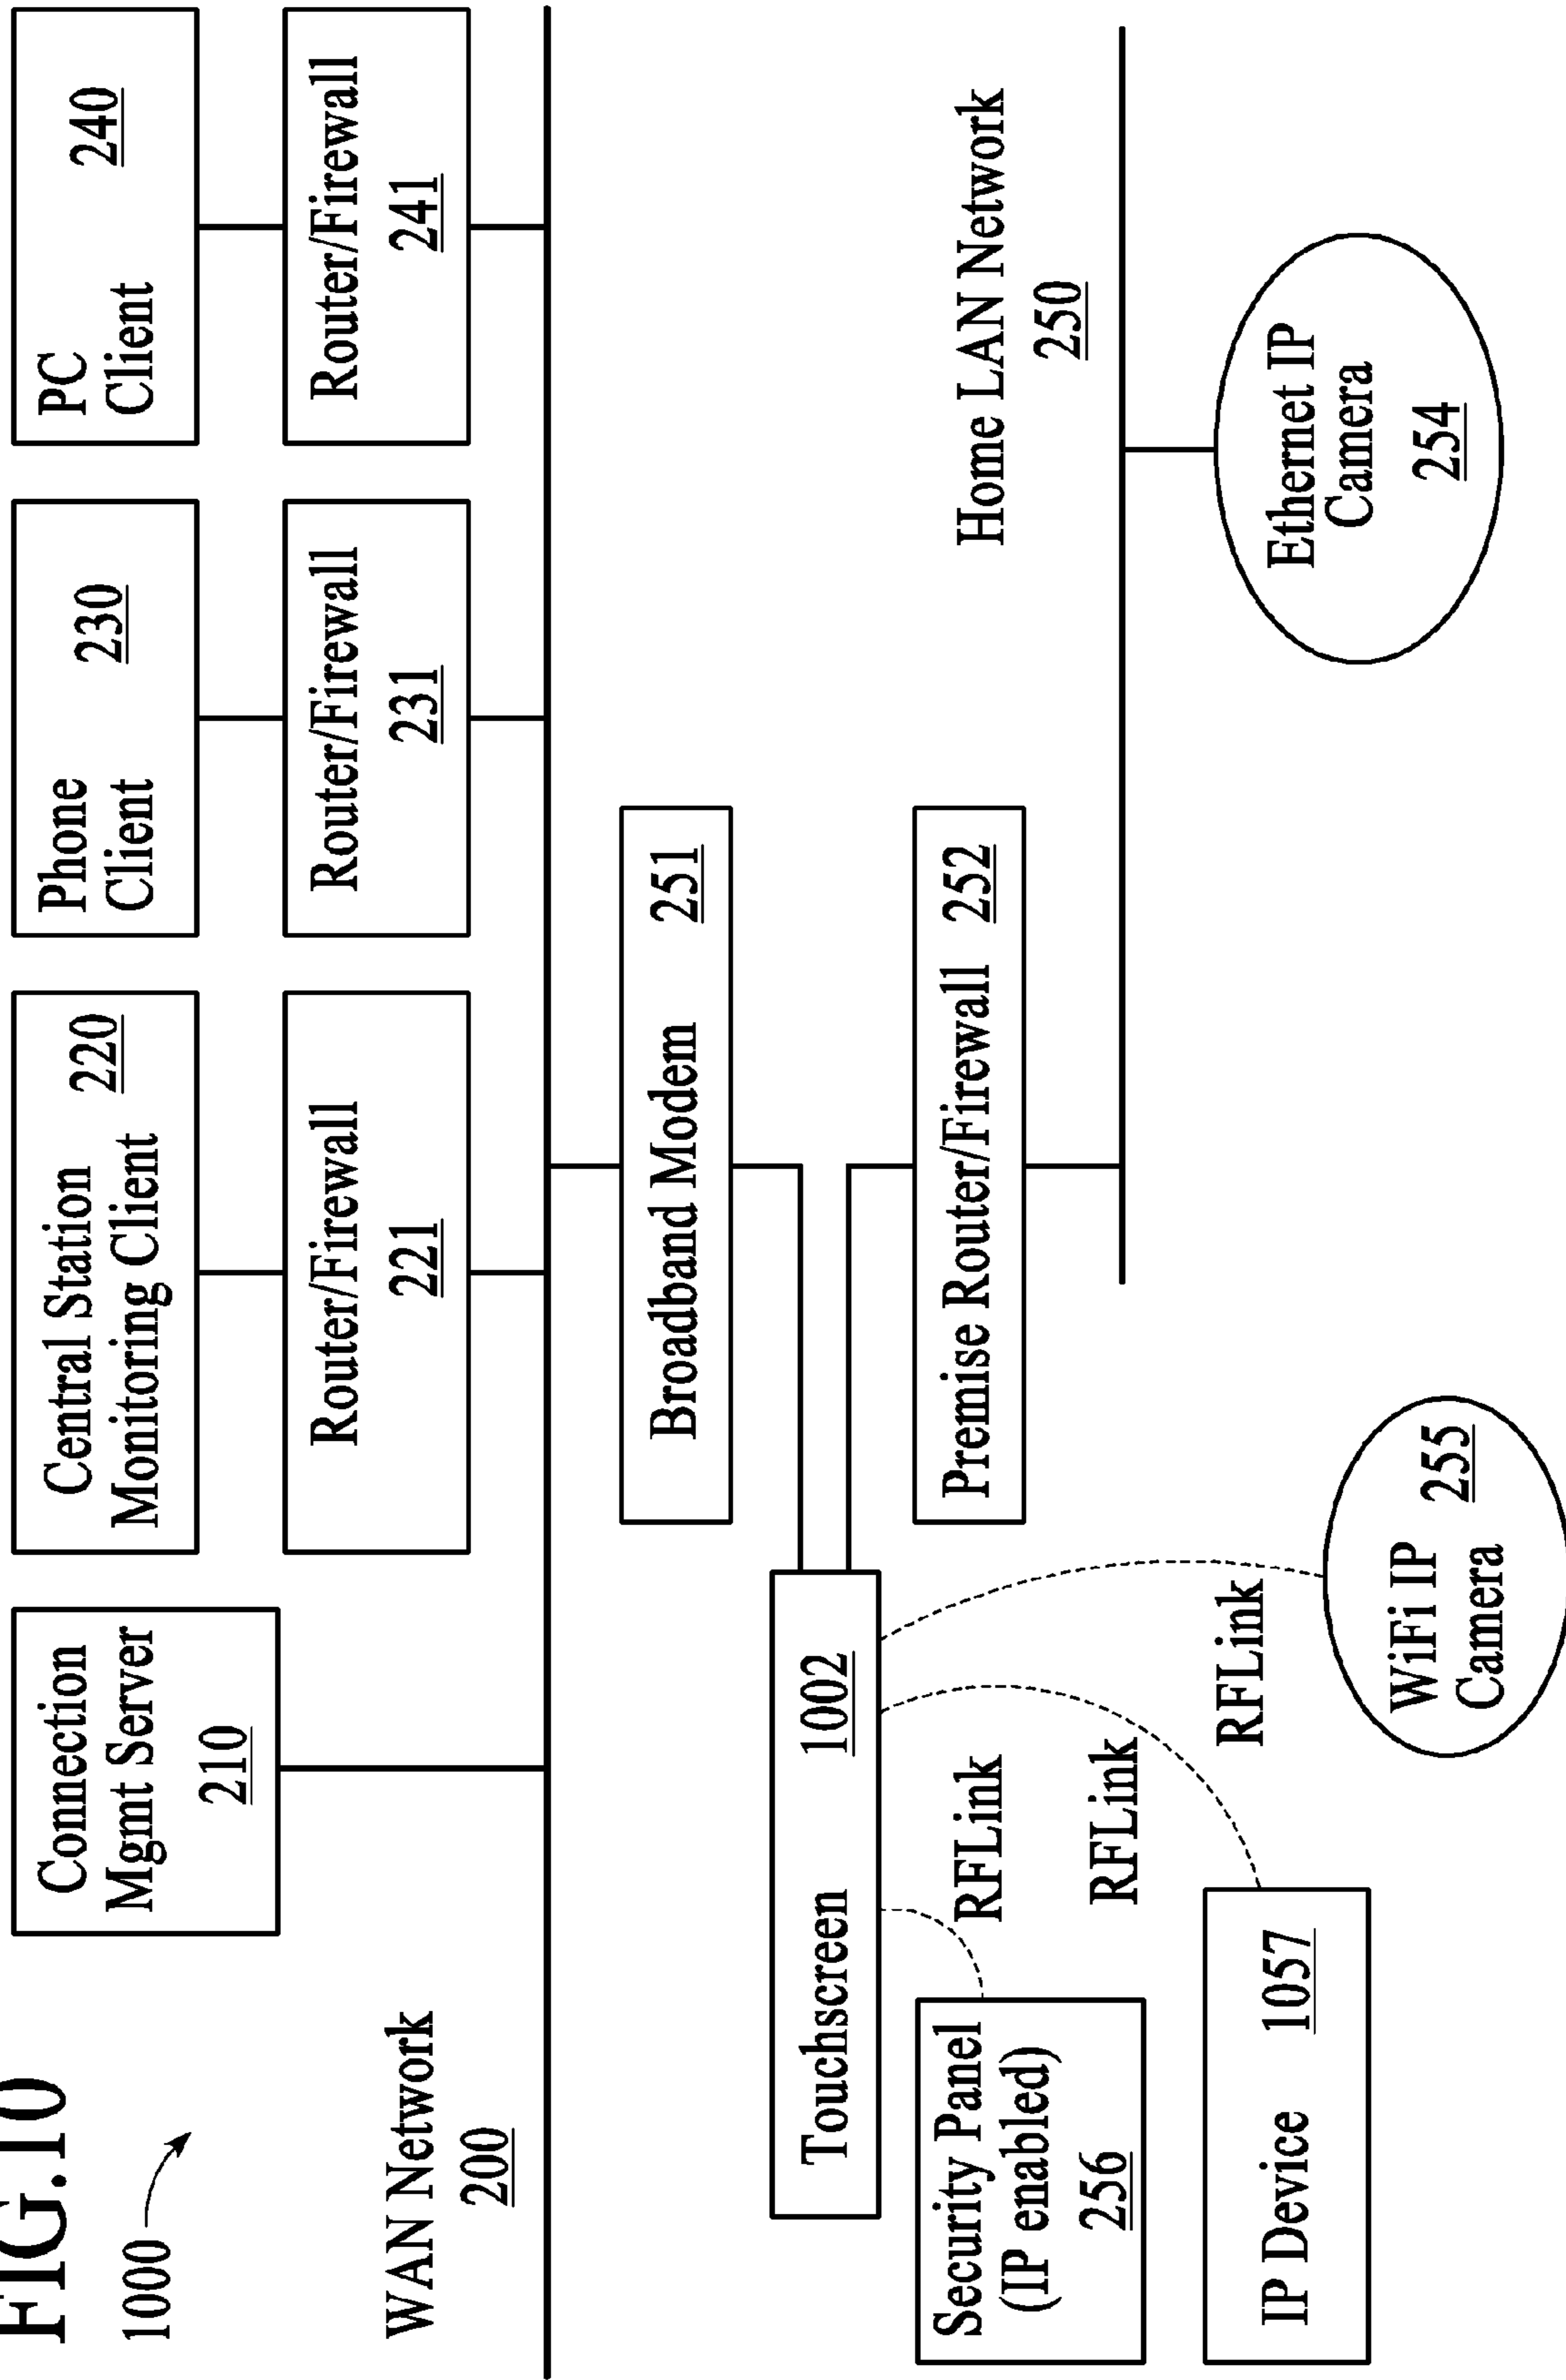 FIG.10
1000
WAN Network
200
Connection
Mgmt Server
210
Central Station
Monitoring Client
220
Router/Firewall
221
Phone
Client
230
Router/Firewall
231
PC
Client
240
Router/Firewall
241
Broadband Modem 251
Touchscreen 1002
Premise Router/Firewall 252
Home LAN Network
250
Security Panel
(IP enabled)
256
RFLink
RFLink
RFLink
IP Device 1057
WiFi IP
Camera
255
Ethernet IP
Camera
254